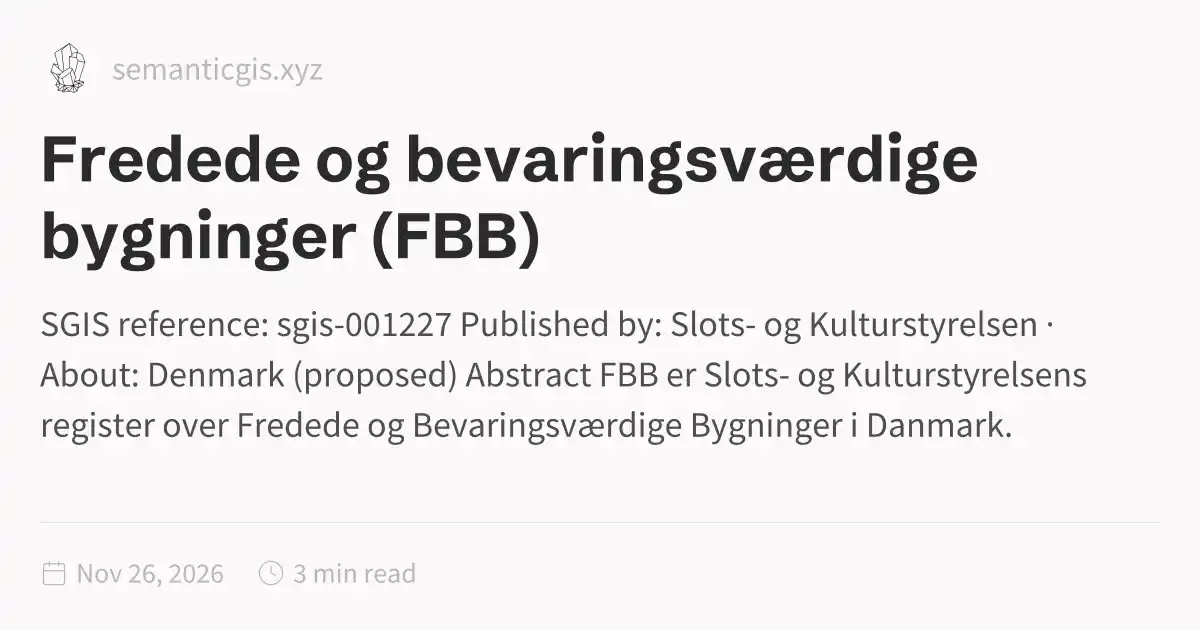 semanticgis.xyz
Fredede og bevaringsværdige
bygninger (FBB)
SGIS reference: sgis-001227 Published by: Slots- og Kulturstyrelsen ·
About: Denmark (proposed) Abstract FBB er Slots- og Kulturstyrelsens
register over Fredede og Bevaringsværdige Bygninger i Danmark.
Nov 26, 2026 3 min read